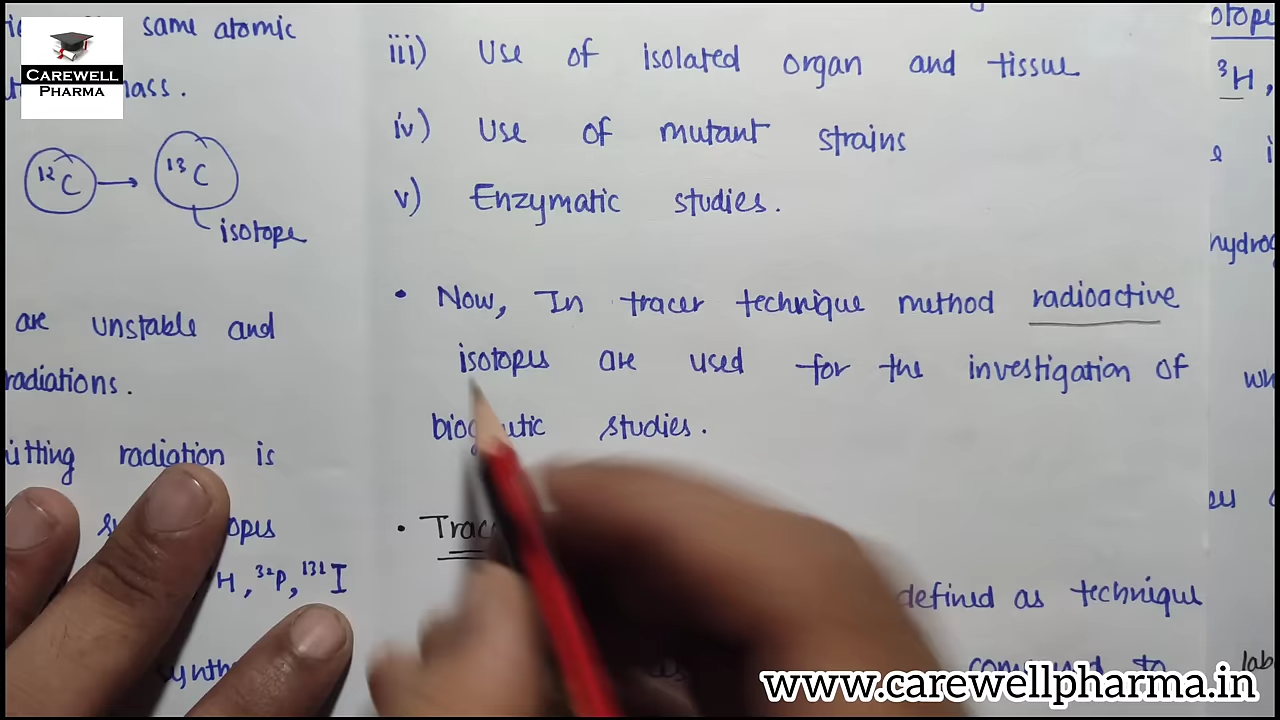 same atomic
mass.
CAREWELL
PHARMA
12C → 13C
isotope
are unstable and
radiations.
radiation is
H, 32P, 131I
iii) Use of isolated organ and tissue
iv) Use of mutant strains
v) Enzymatic studies.
• Now, In tracer technique method radioactive
isotopes are used for the investigation of
studies.
•
defined as technique
to
3H,
www.carewellpharma.in